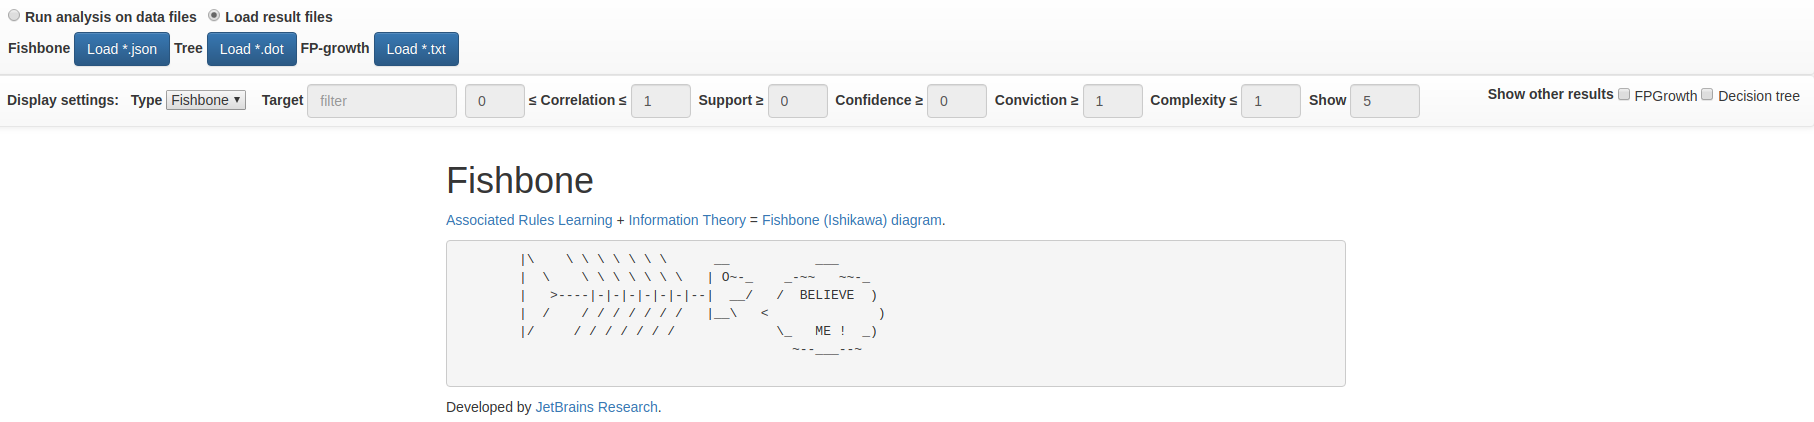 Run analysis on data files Load result files
Fishbone Load *.json Tree Load *.dot FP-growth Load *.txt
Display settings: Type Fishbone Target filter 0 ≤ Correlation ≤ 1 Support ≥ 0 Confidence ≥ 0 Conviction ≥ 1 Complexity ≤ 1 Show 5 Show other results FPGrowth Decision tree
Fishbone
Associated Rules Learning + Information Theory = Fishbone (Ishikawa) diagram.
|\    \ \ \ \ \ \ \      __           ___
|  \    \ \ \ \ \ \ \   | O~-_    _-~~   ~~-_
|   >----|-|-|-|-|-|-|--|  __/   /  BELIEVE  )
|  /    / / / / / / /   |__\   <              )
|/     / / / / / / /             \_   ME !  _)
                                   ~--___--~
Developed by JetBrains Research.